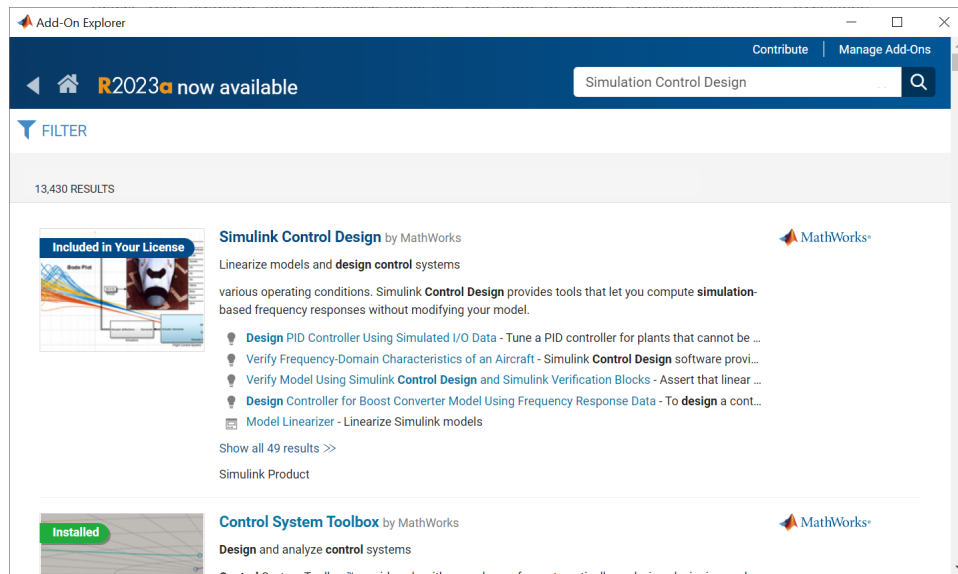 Add-On Explorer
Contribute
Manage Add-Ons
R2023a now available
Simulation Control Design
FILTER
13,430 RESULTS
Included in Your License
Bode Plot
Simulink Control Design by MathWorks
MathWorks®
Linearize models and design control systems
various operating conditions. Simulink Control Design provides tools that let you compute simulation-
based frequency responses without modifying your model.
Design PID Controller Using Simulated I/O Data - Tune a PID controller for plants that cannot be ...
Verify Frequency-Domain Characteristics of an Aircraft - Simulink Control Design software provi...
Verify Model Using Simulink Control Design and Simulink Verification Blocks - Assert that linear ...
Design Controller for Boost Converter Model Using Frequency Response Data - To design a cont...
Model Linearizer - Linearize Simulink models
Show all 49 results >>
Simulink Product
Installed
Control System Toolbox by MathWorks
MathWorks®
Design and analyze control systems